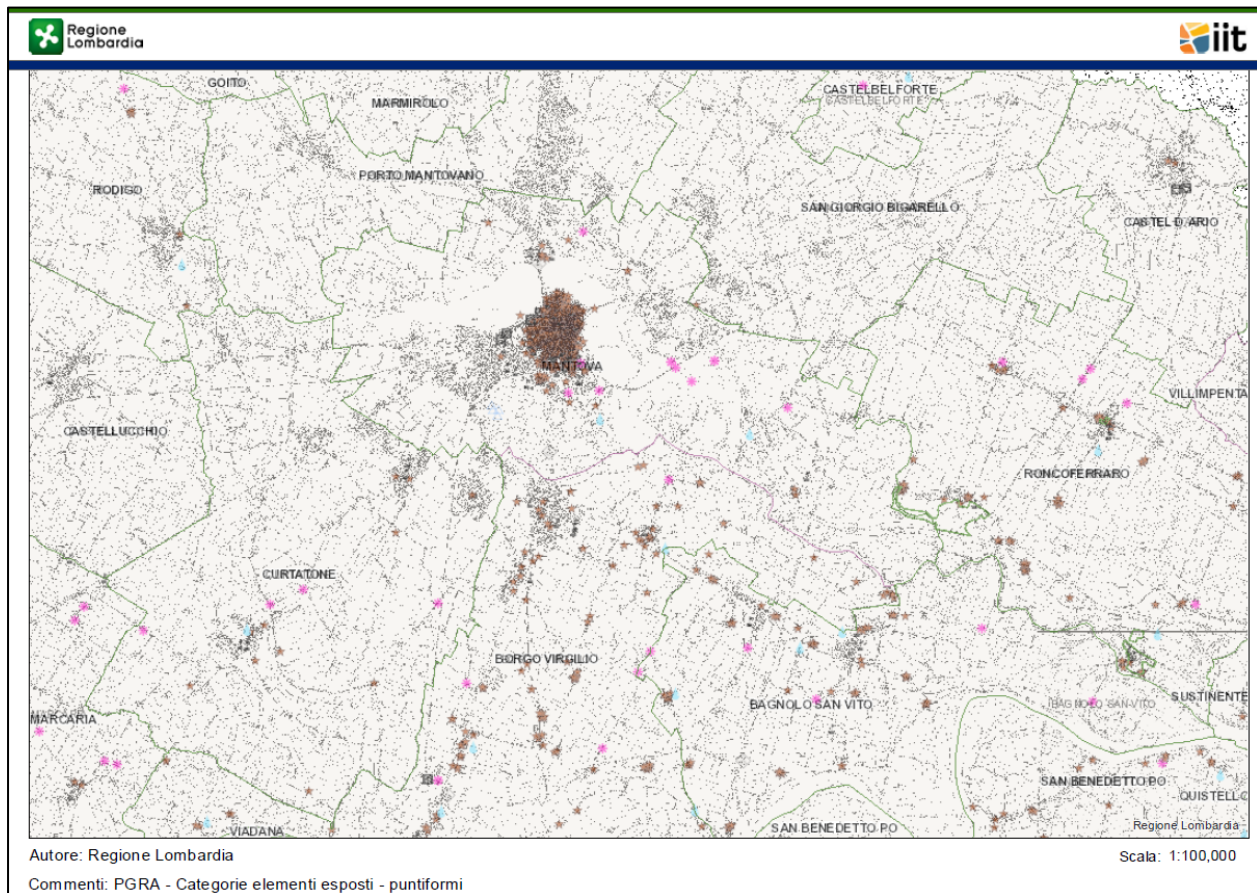 Regione
Lombardia
iit
GOITO
MARMIROLO
CASTELBELFORTE
CASTELBELFORTE
PORTO MANTOVANO
RODIGO
SAN GIORGIO BIGARELLO
CASTEL D'ARIO
MANTOVA
VILLIMPENTA
CASTELLUCCHIO
RONCOFERRARO
CURTATONE
BORGO VIRGILIO
SUSTINENTE
BAGNOLO SAN VITO
BAGNOLO SAN VITO
MARCARIA
SAN BENEDETTO PO
QUISTELLO
VIADANA
SAN BENEDETTO PO
Regione Lombardia
Autore: Regione Lombardia
Scala: 1:100,000
Commenti: PGRA - Categorie elementi esposti - puntiformi